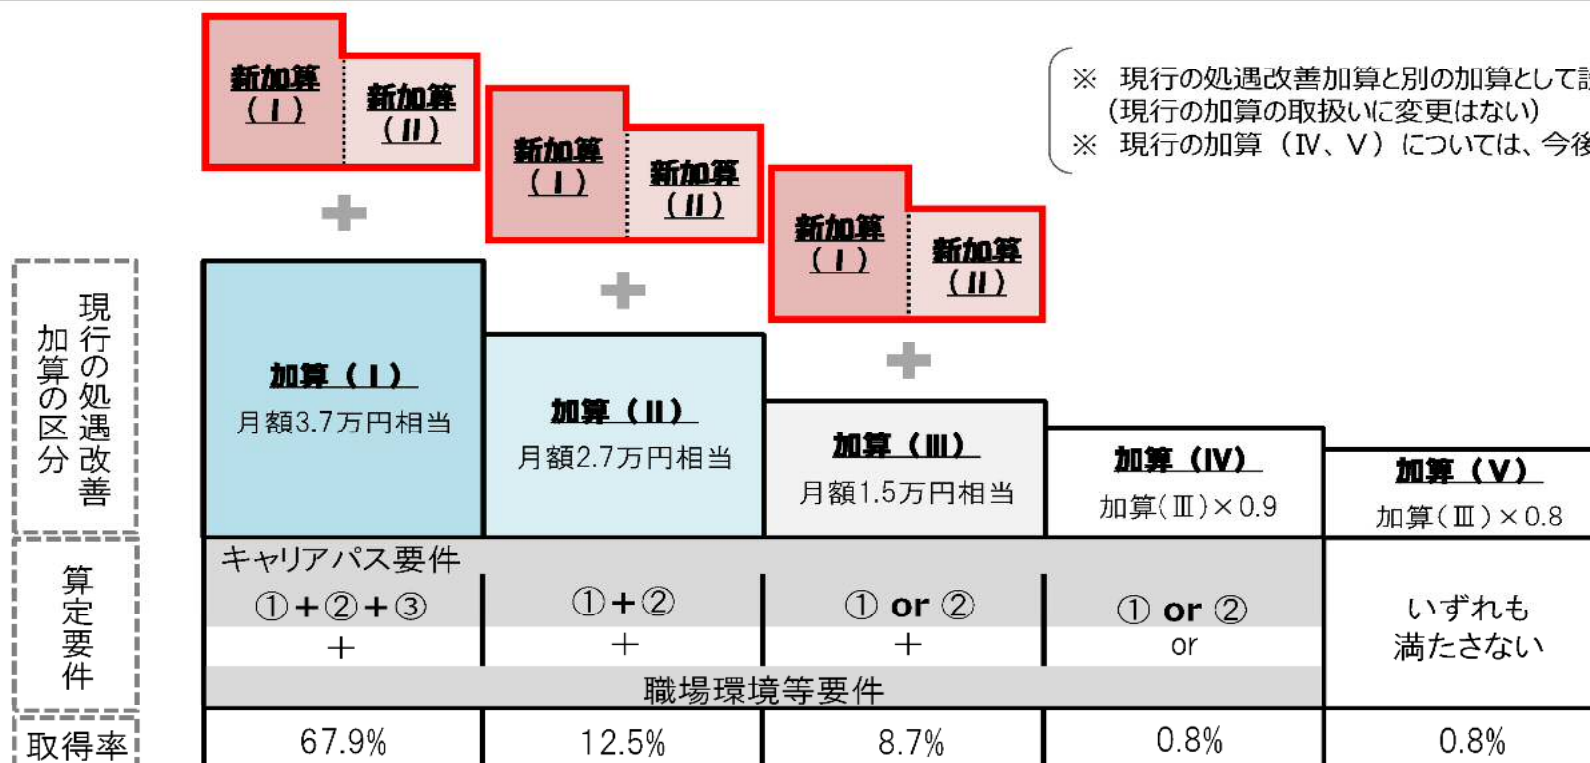 新加算
(Ⅰ)
新加算
(Ⅱ)
新加算
(Ⅰ)
新加算
(Ⅱ)
新加算
(Ⅰ)
新加算
(Ⅱ)
※ 現行の処遇改善加算と別の加算として
(現行の加算の取扱いに変更はない)
※ 現行の加算(Ⅳ、Ⅴ)については、今後
現行の処遇改善
加算の区分
加算(Ⅰ)
月額3.7万円相当
加算(Ⅱ)
月額2.7万円相当
加算(Ⅲ)
月額1.5万円相当
加算(Ⅳ)
加算(Ⅲ)×0.9
加算(Ⅴ)
加算(Ⅲ)×0.8
算定要件
キャリアパス要件
①+②+③
+
①+②
+
① or ②
+
① or ②
or
いずれも
満たさない
職場環境等要件
取得率
67.9%
12.5%
8.7%
0.8%
0.8%